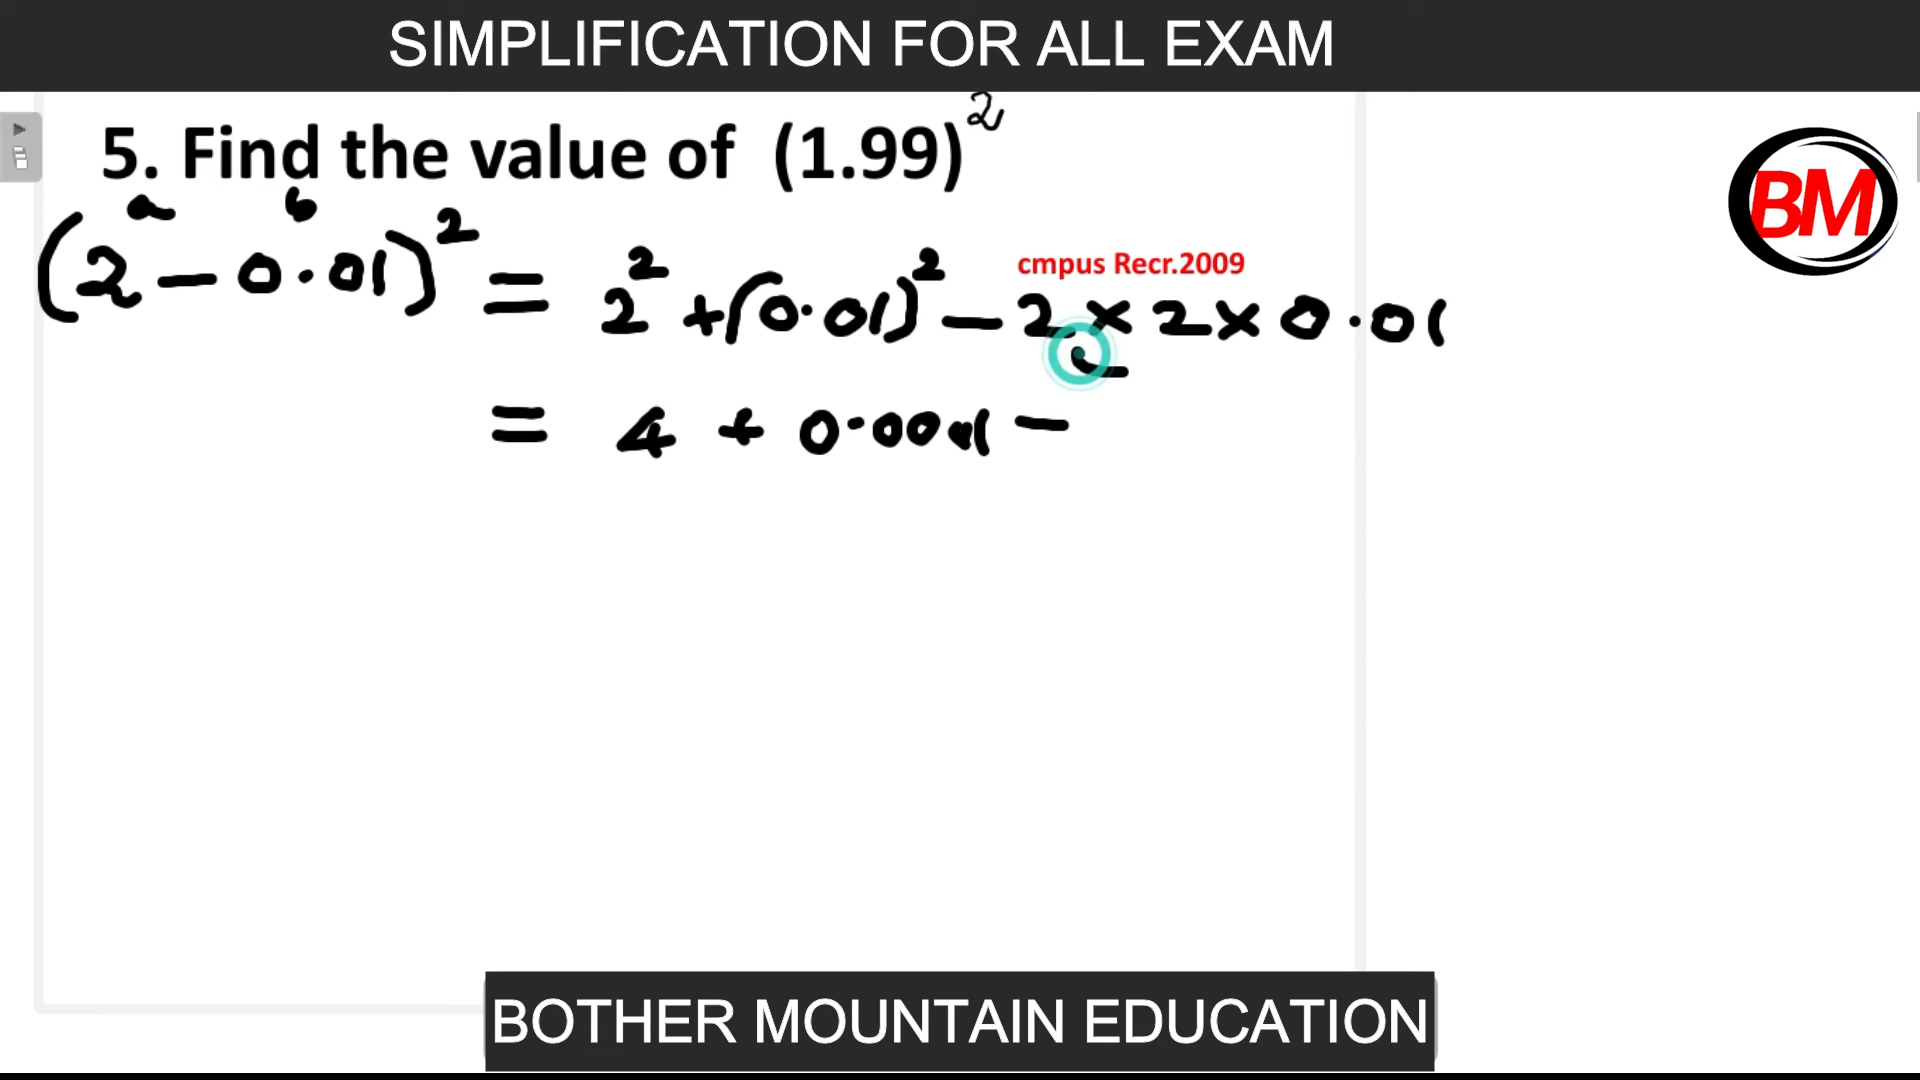 SIMPLIFICATION FOR ALL EXAM
5. Find the value of (1.99)²
a b
(2 - 0.01)² = 2² + (0.01)² - 2 × 2 × 0.01
cmpus Recr.2009
BM
= 4 + 0.0001 -
BOTHER MOUNTAIN EDUCATION